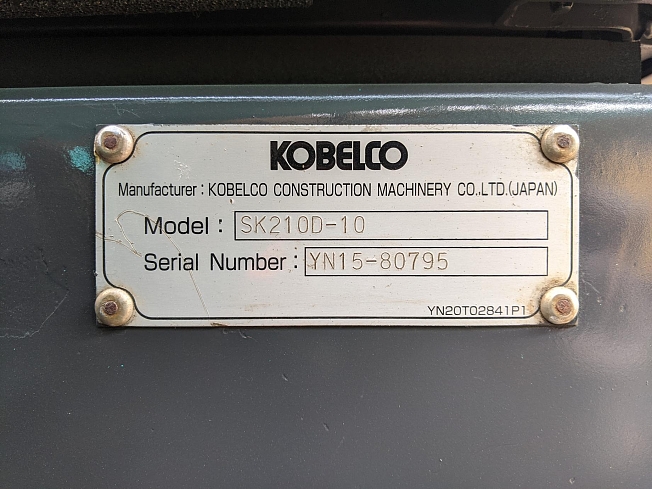 KOBELCO
Manufacturer : KOBELCO CONSTRUCTION MACHINERY CO.,LTD.(JAPAN)
Model : SK210D-10
Serial Number : YN15-80795
YN20T02841P1